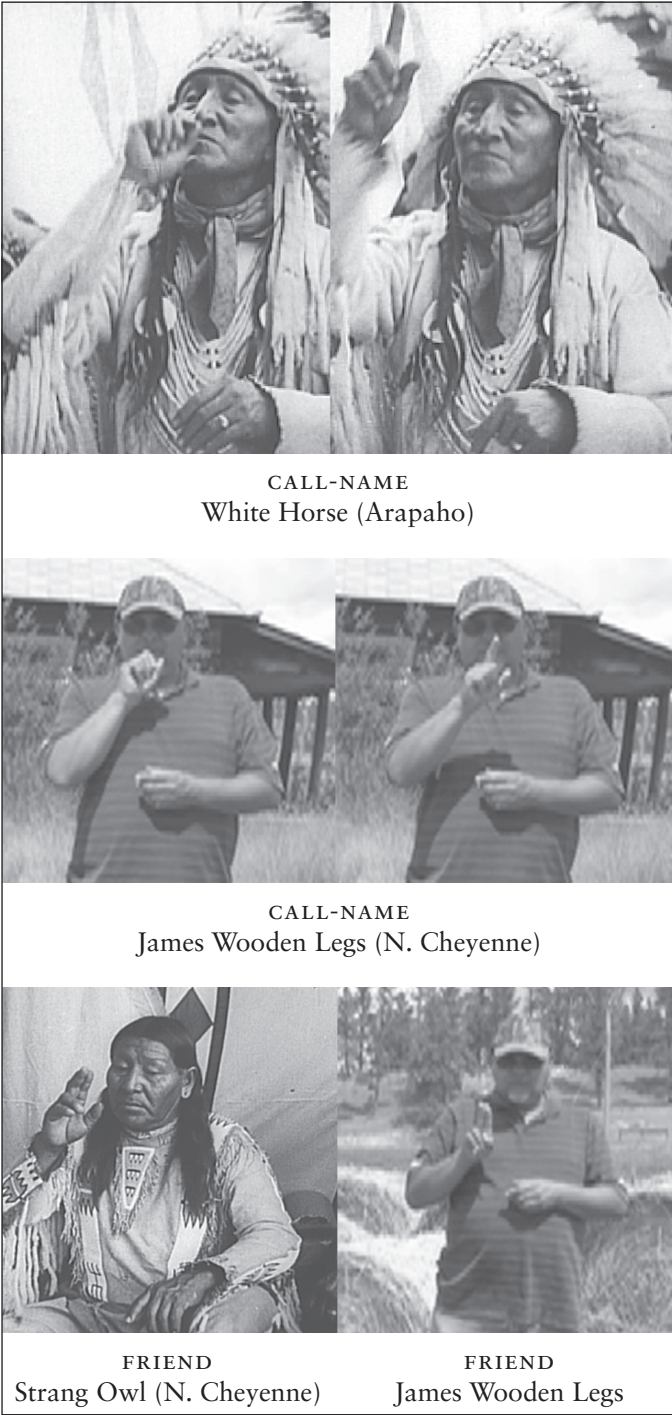 CALL-NAME
White Horse (Arapaho)
CALL-NAME
James Wooden Legs (N. Cheyenne)
FRIEND
Strang Owl (N. Cheyenne)
FRIEND
James Wooden Legs